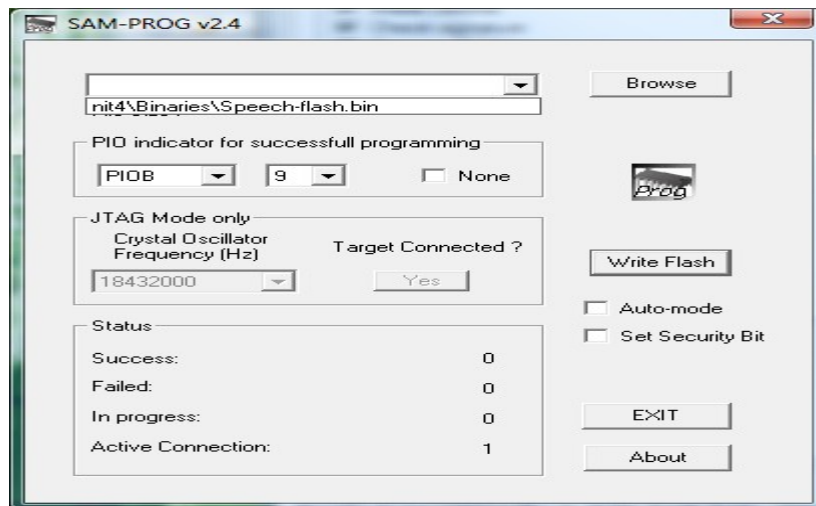 SAM-PROG v2.4
Browse
nit4\Binaries\Speech-flash.bin
PIO indicator for successfull programming
PIOB 9 None
Prog
JTAG Mode only
Crystal Oscillator
Frequency (Hz)
Target Connected ?
18432000 Yes
Write Flash
Auto-mode
Set Security Bit
Status
Success: 0
Failed: 0
In progress: 0
Active Connection: 1
EXIT
About